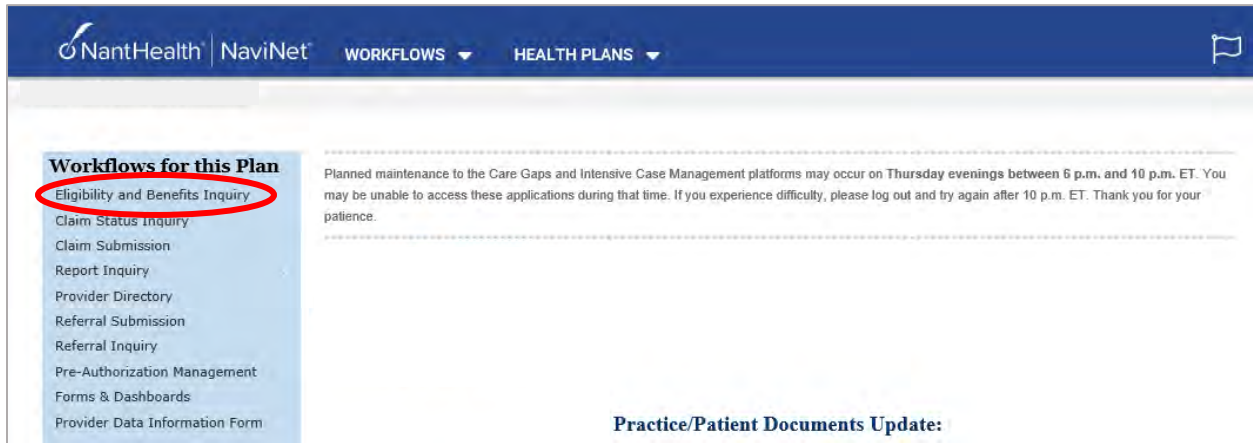 NantHealth | NaviNet WORKFLOWS HEALTH PLANS
Workflows for this Plan
Eligibility and Benefits Inquiry
Claim Status Inquiry
Claim Submission
Report Inquiry
Provider Directory
Referral Submission
Referral Inquiry
Pre-Authorization Management
Forms & Dashboards
Provider Data Information Form
Planned maintenance to the Care Gaps and Intensive Case Management platforms may occur on Thursday evenings between 6 p.m. and 10 p.m. ET. You
may be unable to access these applications during that time. If you experience difficulty, please log out and try again after 10 p.m. ET. Thank you for your
patience.
Practice/Patient Documents Update: